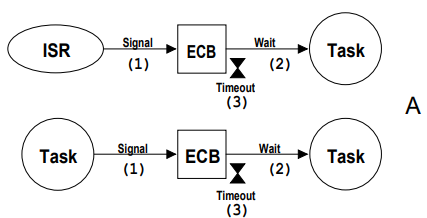 ISR Signal (1) ECB Wait (2) Task
Timeout
(3)
A
Task Signal (1) ECB Wait (2) Task
Timeout
(3)